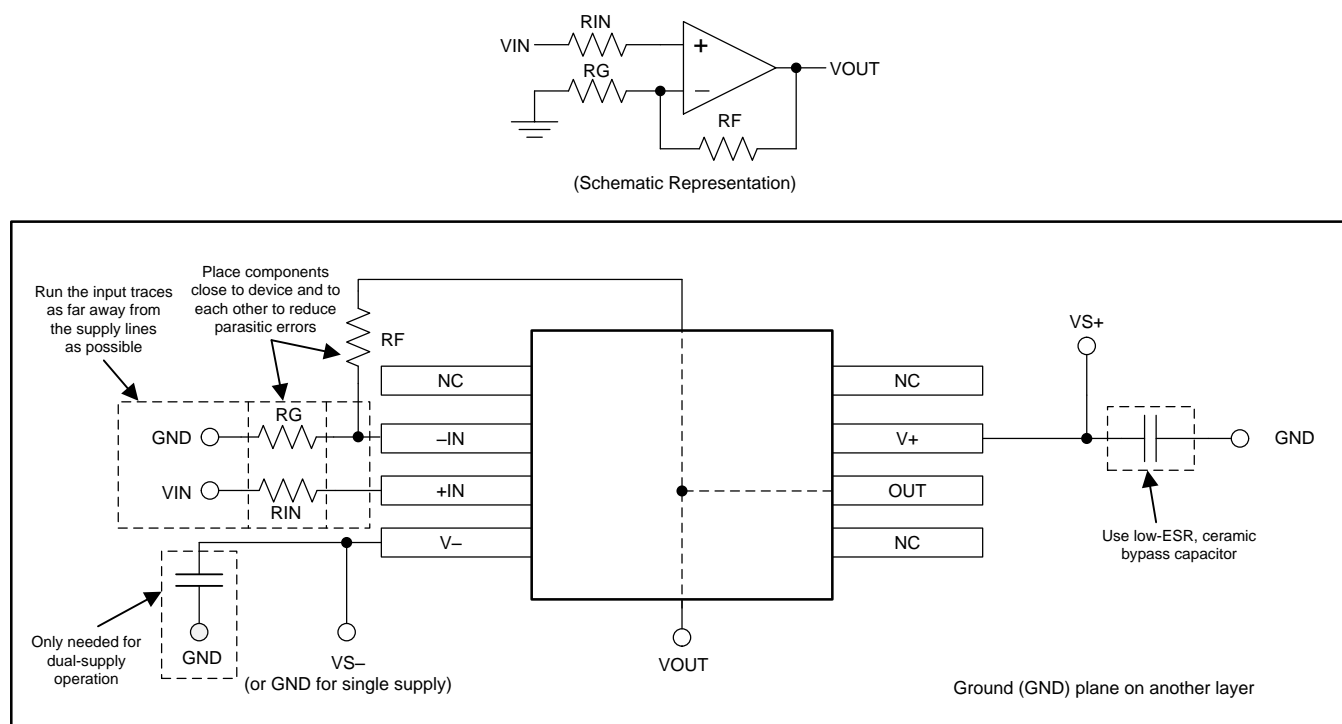 RIN
VIN
+
VOUT
RG
–
RF
(Schematic Representation)
Place components
close to device and to
each other to reduce
parasitic errors
Run the input traces
as far away from
the supply lines
as possible
RF
VS+
NC
NC
RG
GND
–IN
V+
GND
VIN
+IN
OUT
RIN
V–
NC
Use low-ESR, ceramic
bypass capacitor
Only needed for
dual-supply
operation
GND
VS–
(or GND for single supply)
VOUT
Ground (GND) plane on another layer